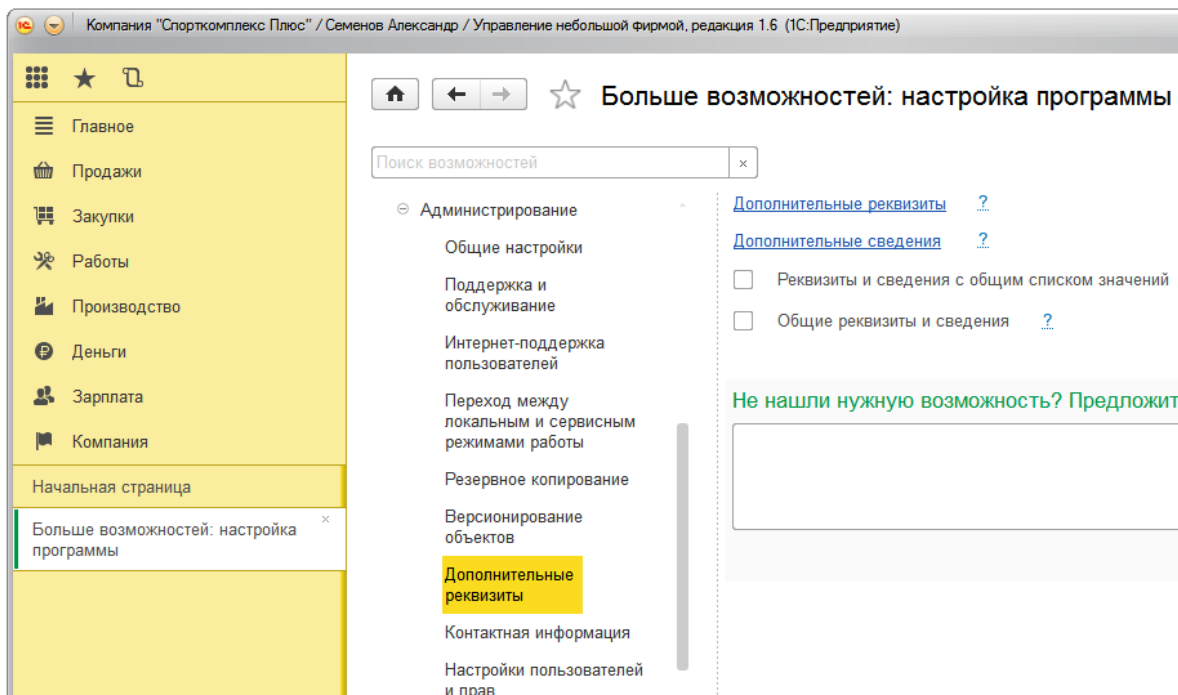 Компания "Спорткомплекс Плюс" / Семенов Александр / Управление небольшой фирмой, редакция 1.6 (1С:Предприятие)
Главное
Продажи
Закупки
Работы
Производство
Деньги
Зарплата
Компания
Начальная страница
Больше возможностей: настройка
программы
Больше возможностей: настройка программы
Поиск возможностей
Администрирование
Общие настройки
Поддержка и
обслуживание
Интернет-поддержка
пользователей
Переход между
локальным и сервисным
режимами работы
Резервное копирование
Версионирование
объектов
Дополнительные
реквизиты
Контактная информация
Настройки пользователей
и прав
Дополнительные реквизиты ?
Дополнительные сведения ?
Реквизиты и сведения с общим списком значений
Общие реквизиты и сведения ?
Не нашли нужную возможность? Предложит